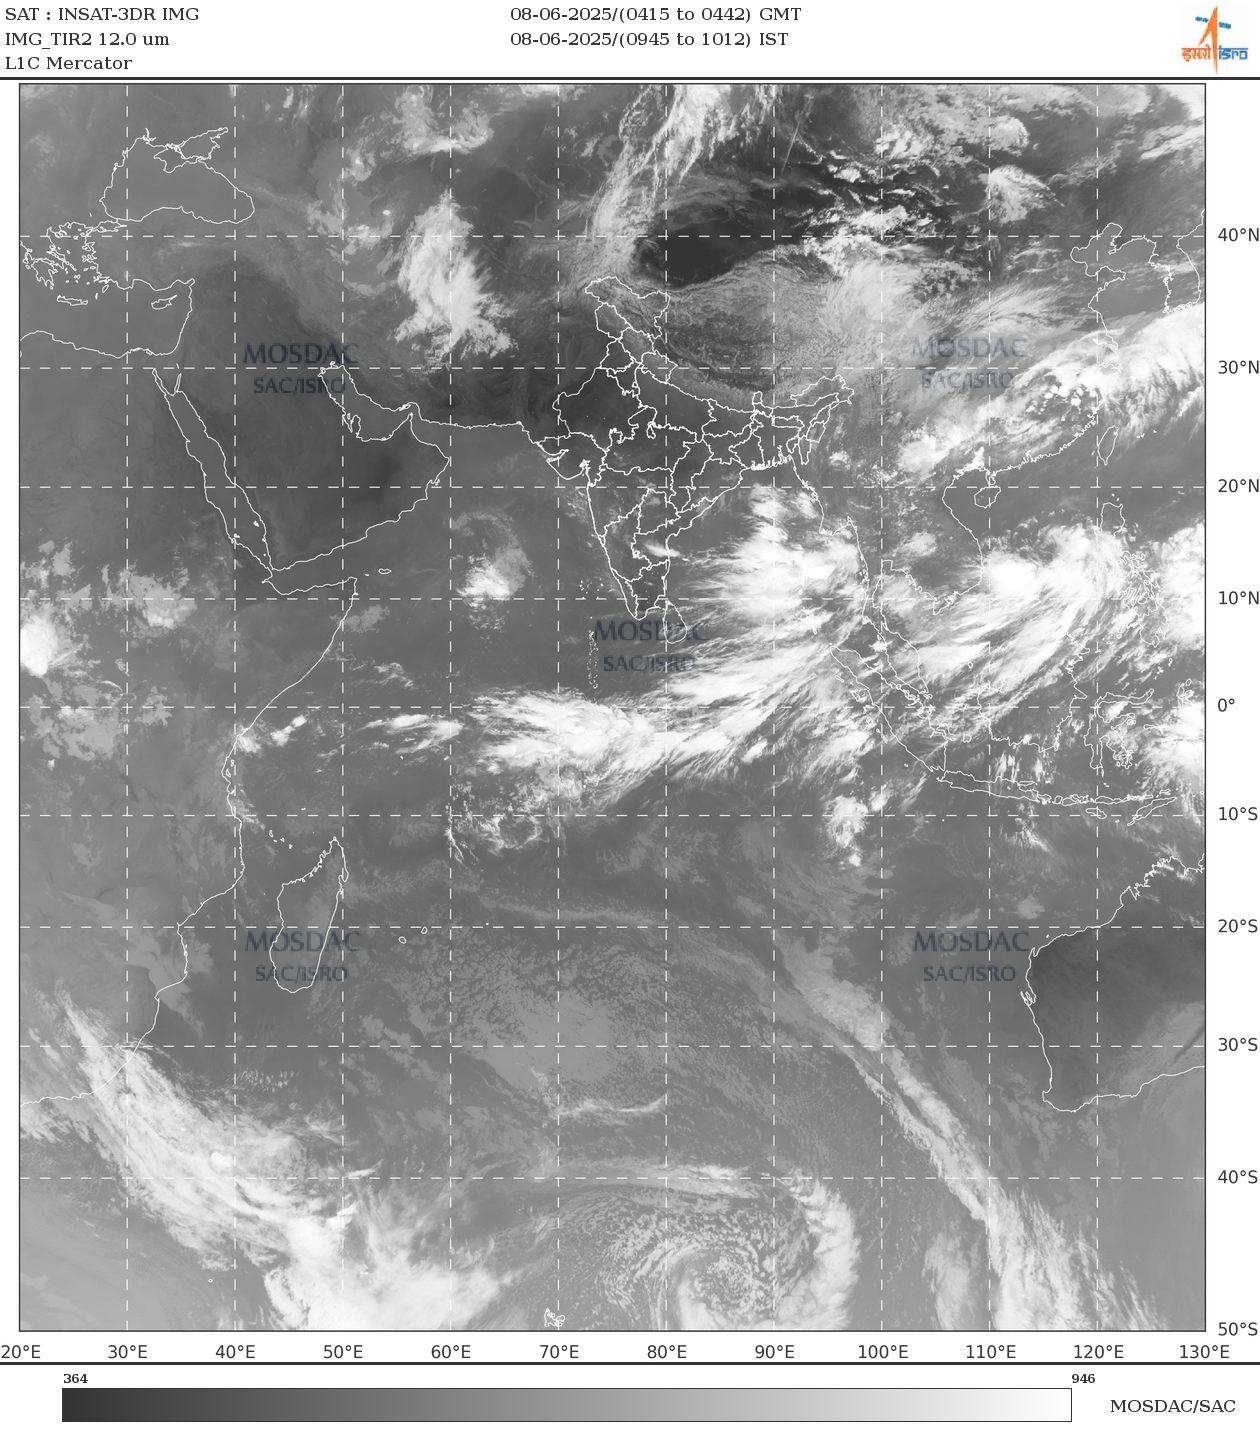 SAT : INSAT-3DR IMG
08-06-2025/(0415 to 0442) GMT
IMG_TIR2 12.0 um
08-06-2025/(0945 to 1012) IST
L1C Mercator
इसरो isro
40°N
MOSDAC
SAC/ISRO
MOSDAC
SAC/ISRO
30°N
20°N
10°N
MOSDAC
SAC/ISRO
0°
10°S
20°S
MOSDAC
SAC/ISRO
MOSDAC
SAC/ISRO
30°S
40°S
50°S
20°E 30°E 40°E 50°E 60°E 70°E 80°E 90°E 100°E 110°E 120°E 130°E
364
946
MOSDAC/SAC